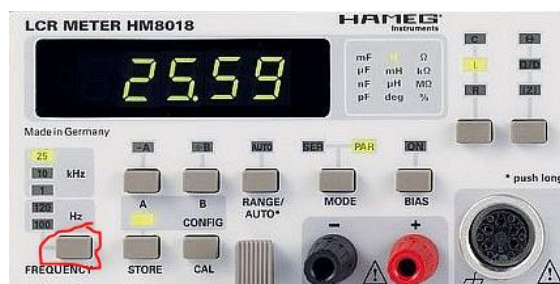 LCR METER HM8018
HAMEG
Instruments
25.59
mF H Ω
µF mH kΩ
nF µH MΩ
pF deg %
C
L
R
B
Q/D
|Z|
Made in Germany
25
10 kHz
1
120 Hz
100
FREQUENCY
-A
÷B
AUTO
SER PAR
ON
A B
RANGE/
AUTO*
MODE
BIAS
* push long
CONFIG
STORE
CAL
-
+